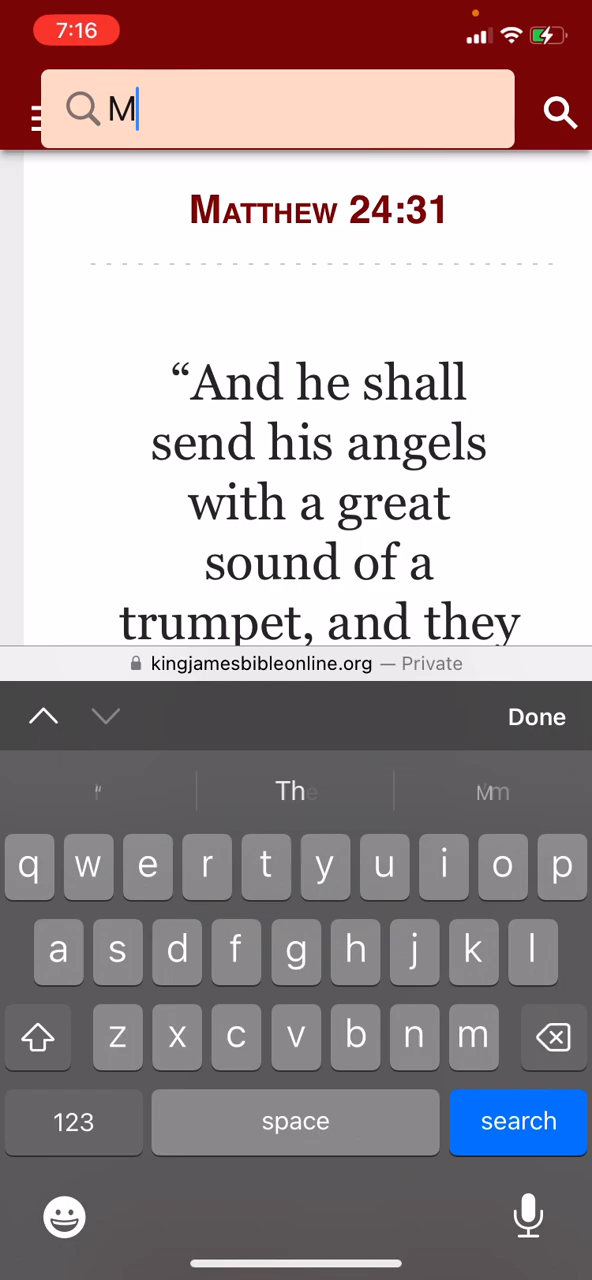 7:16
M
Matthew 24:31
“And he shall
send his angels
with a great
sound of a
trumpet, and they
kingjamesbibleonline.org — Private
Done
The
q w e r t y u i o p
a s d f g h j k l
z x c v b n m
123 space search